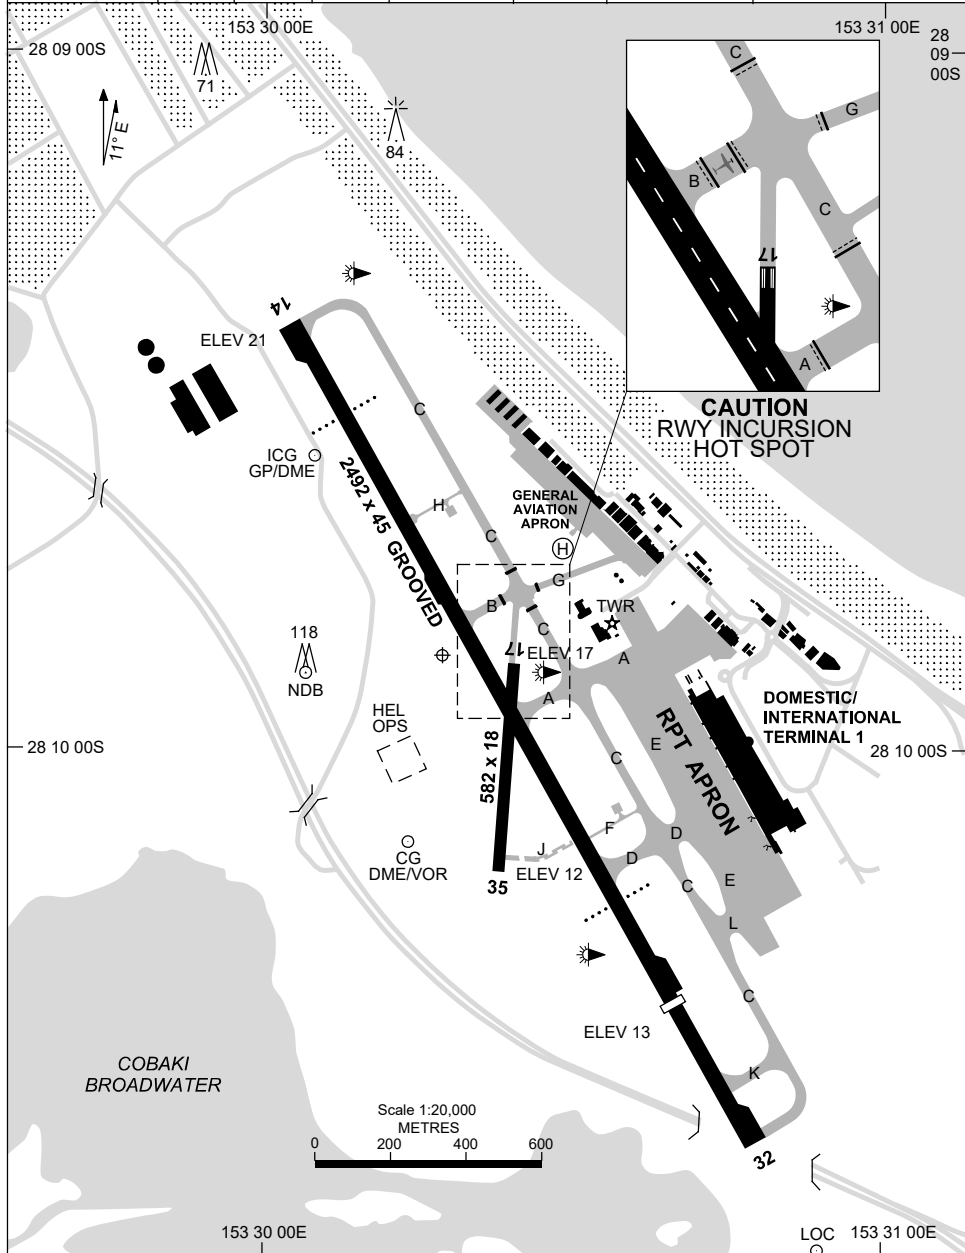 153 30 00E
153 31 00E
28 09 00S
28
09
00S
71
84
11° E
C
G
B
C
17
A
CAUTION
RWY INCURSION
HOT SPOT
14
ELEV 21
C
ICG
GP/DME
2492 x 45 GROOVED
H
GENERAL
AVIATION
APRON
C
H
G
B
TWR
C
118
NDB
17
ELEV 17
A
A
HEL
OPS
DOMESTIC/
INTERNATIONAL
TERMINAL 1
RPT APRON
E
C
28 10 00S
28 10 00S
582 x 18
F
D
J
D
CG
DME/VOR
ELEV 12
35
C
E
L
C
ELEV 13
K
COBAKI
BROADWATER
Scale 1:20,000
METRES
0 200 400 600
32
153 30 00E
LOC
153 31 00E